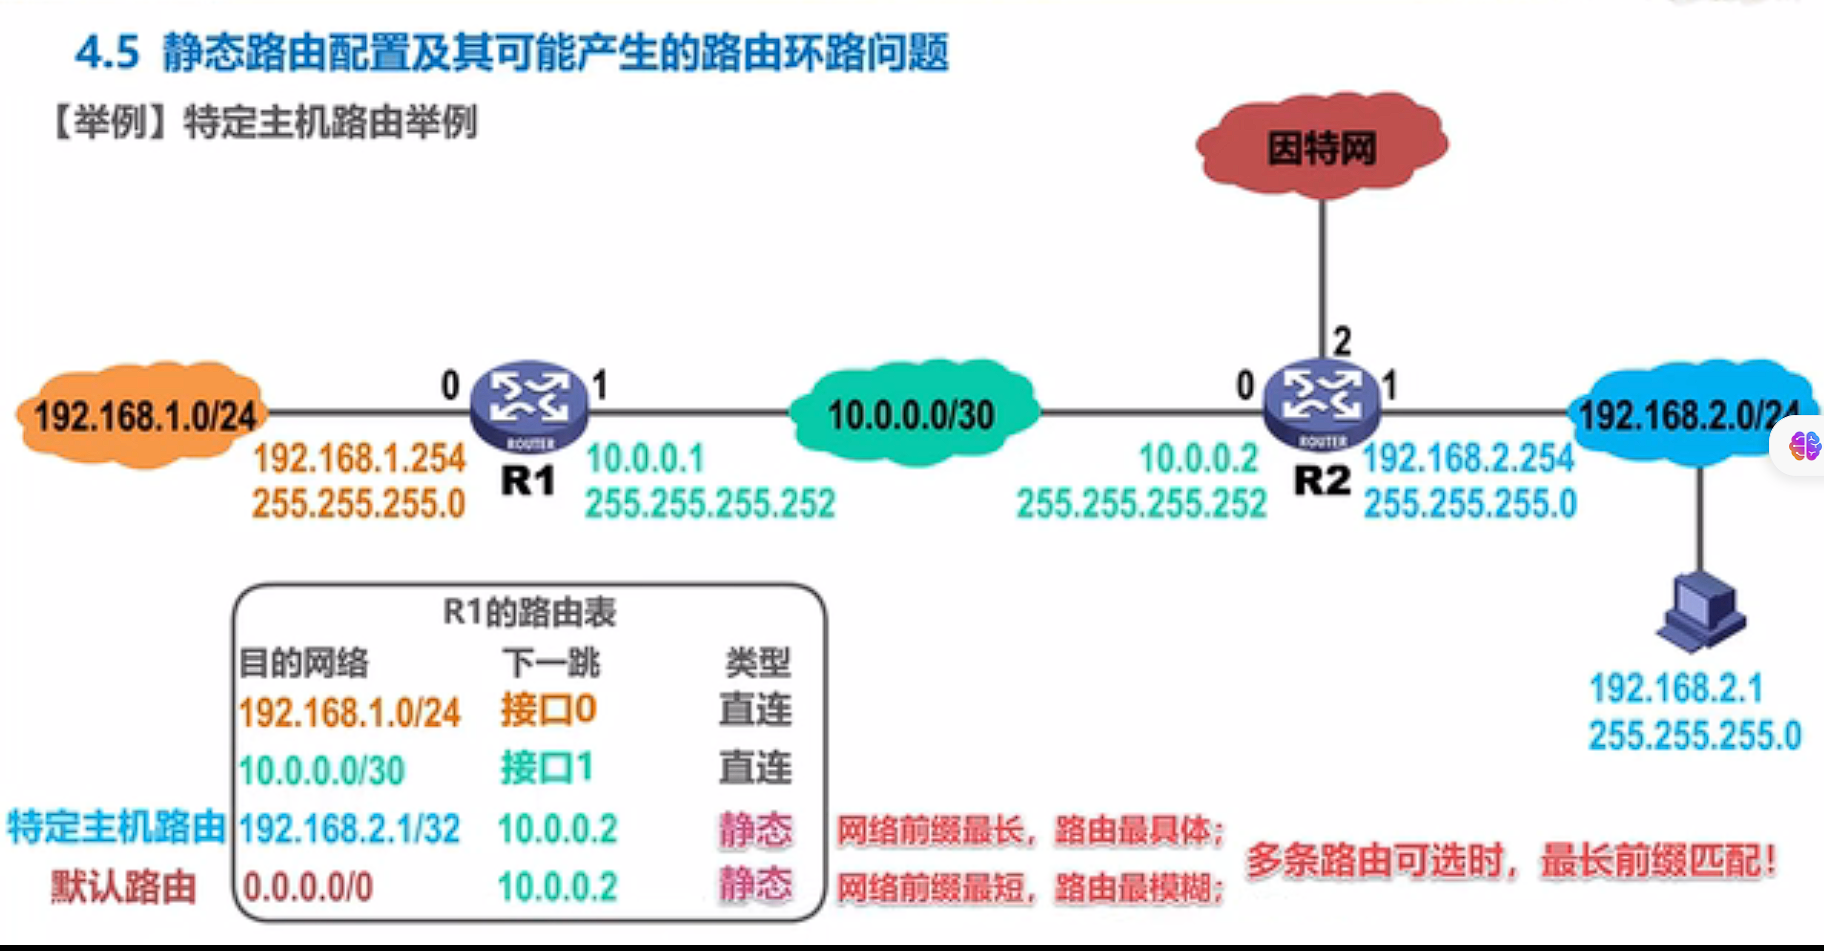 4.5 静态路由配置及其可能产生的路由环路问题
【举例】特定主机路由举例
因特网
2
0
1
0
1
192.168.1.0/24
10.0.0.0/30
192.168.2.0/24
ROUTER
ROUTER
192.168.1.254
255.255.255.0
R1
10.0.0.1
255.255.255.252
10.0.0.2
255.255.255.252
R2
192.168.2.254
255.255.255.0
192.168.2.1
255.255.255.0
R1的路由表
目的网络 下一跳 类型
192.168.1.0/24 接口0 直连
10.0.0.0/30 接口1 直连
特定主机路由 192.168.2.1/32 10.0.0.2 静态 网络前缀最长，路由最具体；
默认路由 0.0.0.0/0 10.0.0.2 静态 网络前缀最短，路由最模糊；
多条路由可选时，最长前缀匹配！